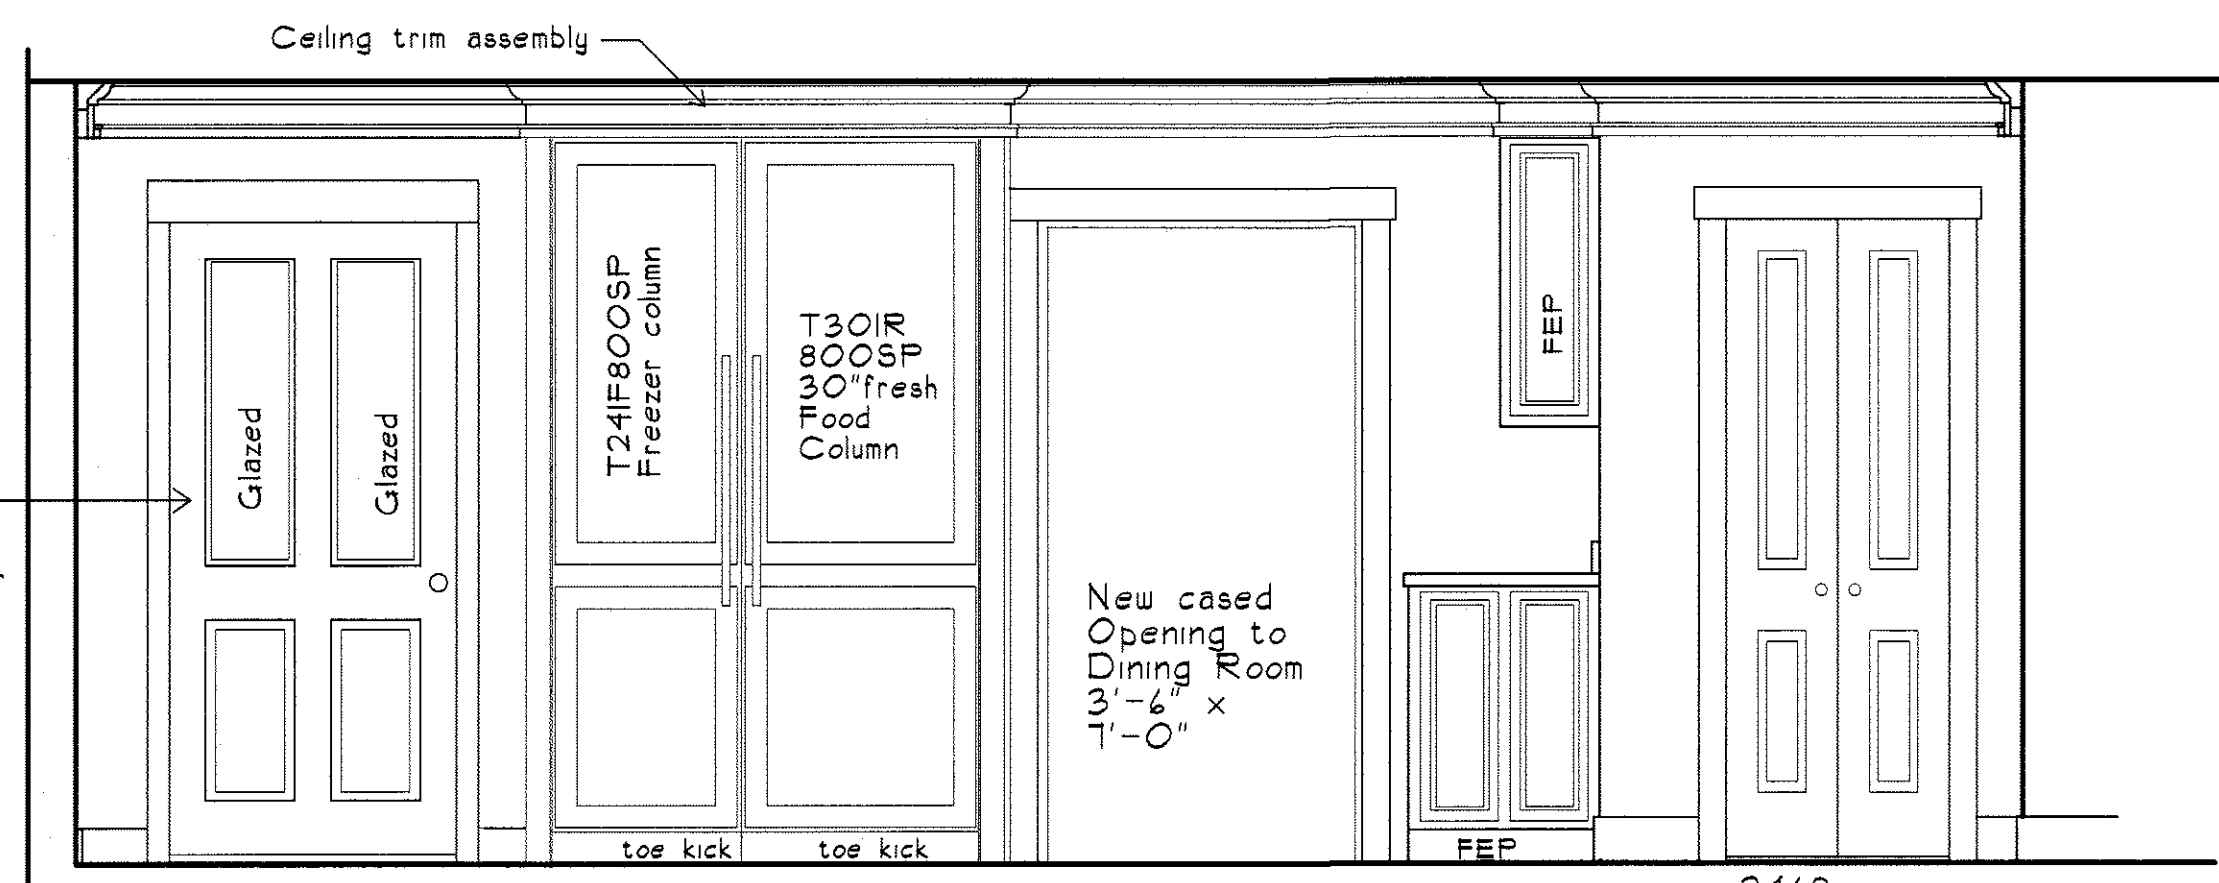 Ceiling trim assembly
Glazed
Glazed
T24IF800SP
Freezer column
T30IR
800SP
30"fresh
Food
Column
New cased
Opening to
Dining Room
3'-6" x
7'-0"
FEP
FEP
toe kick
toe kick